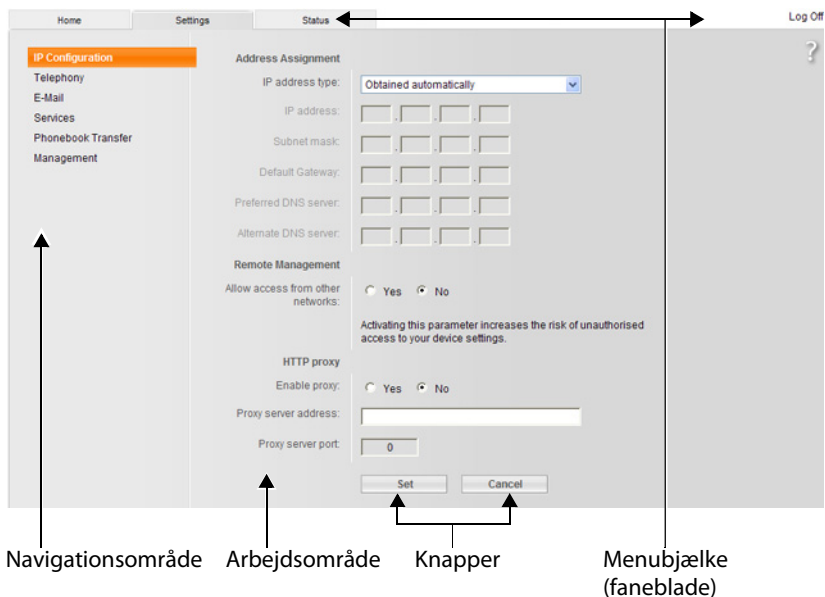 Home Settings Status Log Off
?
IP Configuration
Telephony
E-Mail
Services
Phonebook Transfer
Management
Address Assignment
IP address type: Obtained automatically
IP address: . . .
Subnet mask: . . .
Default Gateway: . . .
Preferred DNS server: . . .
Alternate DNS server: . . .
Remote Management
Allow access from other
networks: Yes No
Activating this parameter increases the risk of unauthorised
access to your device settings.
HTTP proxy
Enable proxy: Yes No
Proxy server address:
Proxy server port: 0
Set Cancel
Navigationsområde Arbejdsområde Knapper Menubjælke
(faneblade)